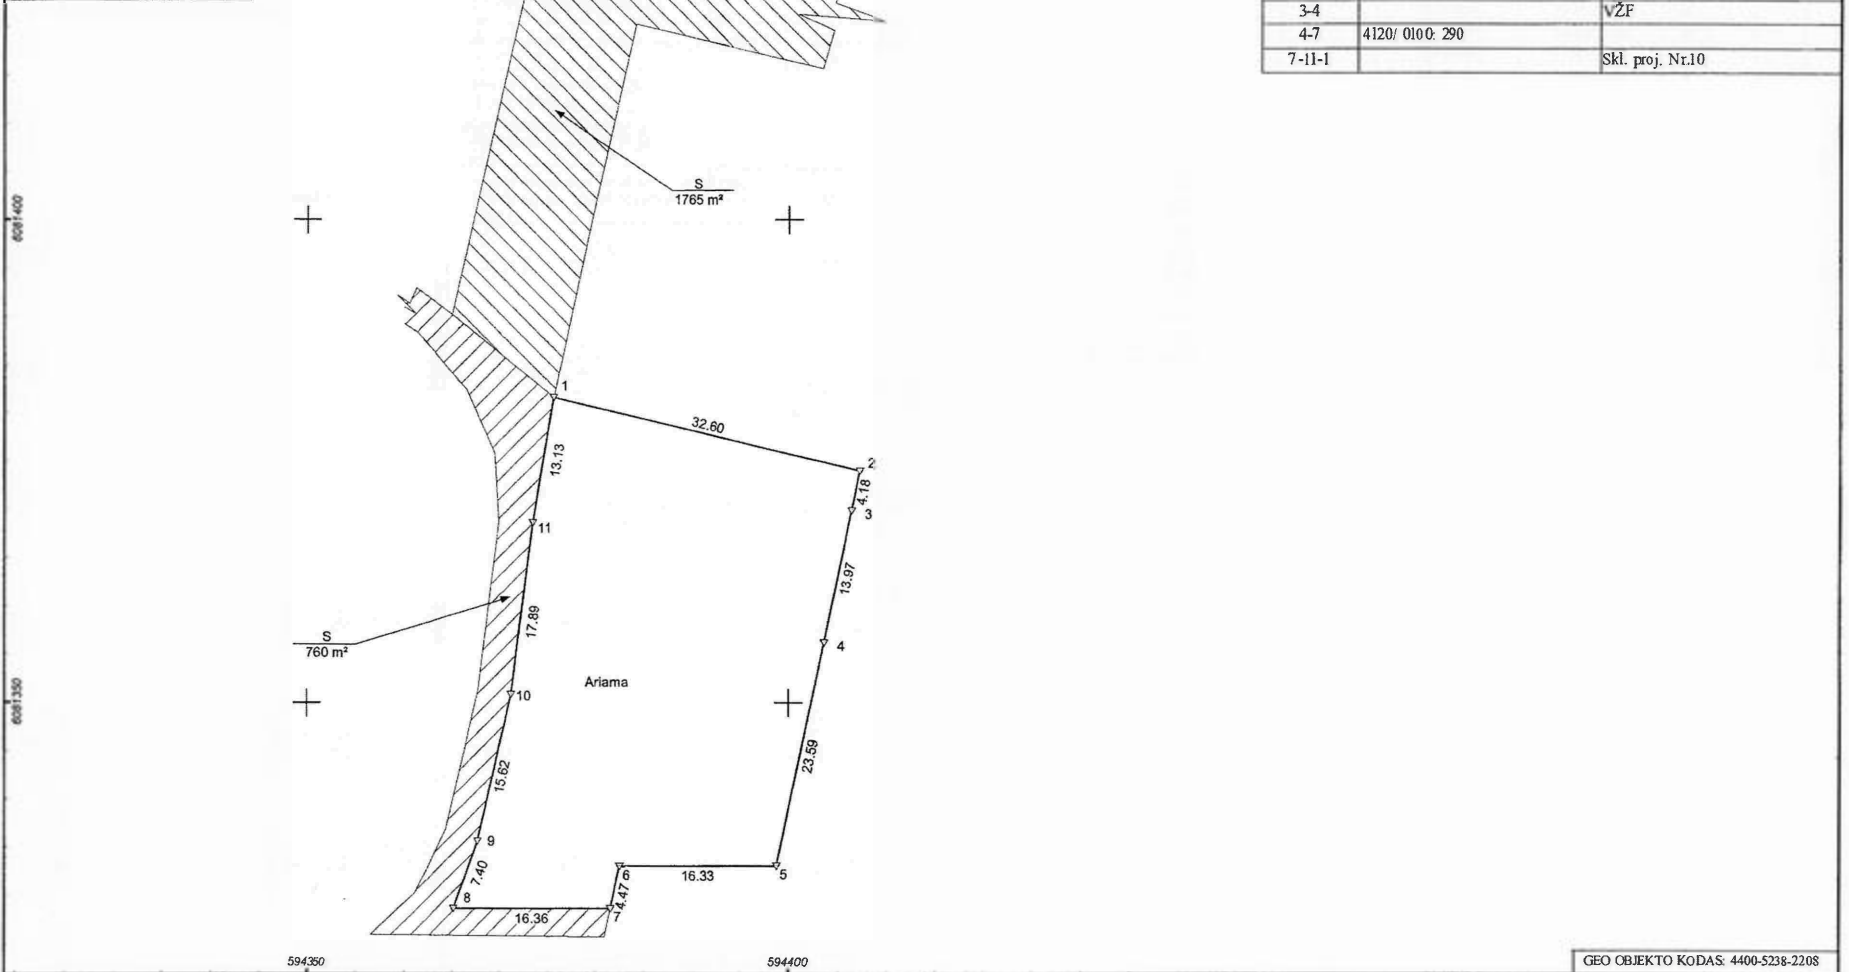 3-4 VŽF
4-7 4120/ 0100: 290
7-11-1 Skl. proj. Nr.10
S
1765 m²
6081400
1
32.60
13.13
2
4.18
3
11
13.97
17.89
S
760 m²
4
Ariama
10
6081350
23.59
15.62
9
7.40
6
16.33
5
4.47
8
16.36
7
594350
594400
GEO OBJEKTO KODAS: 4400-5238-2208